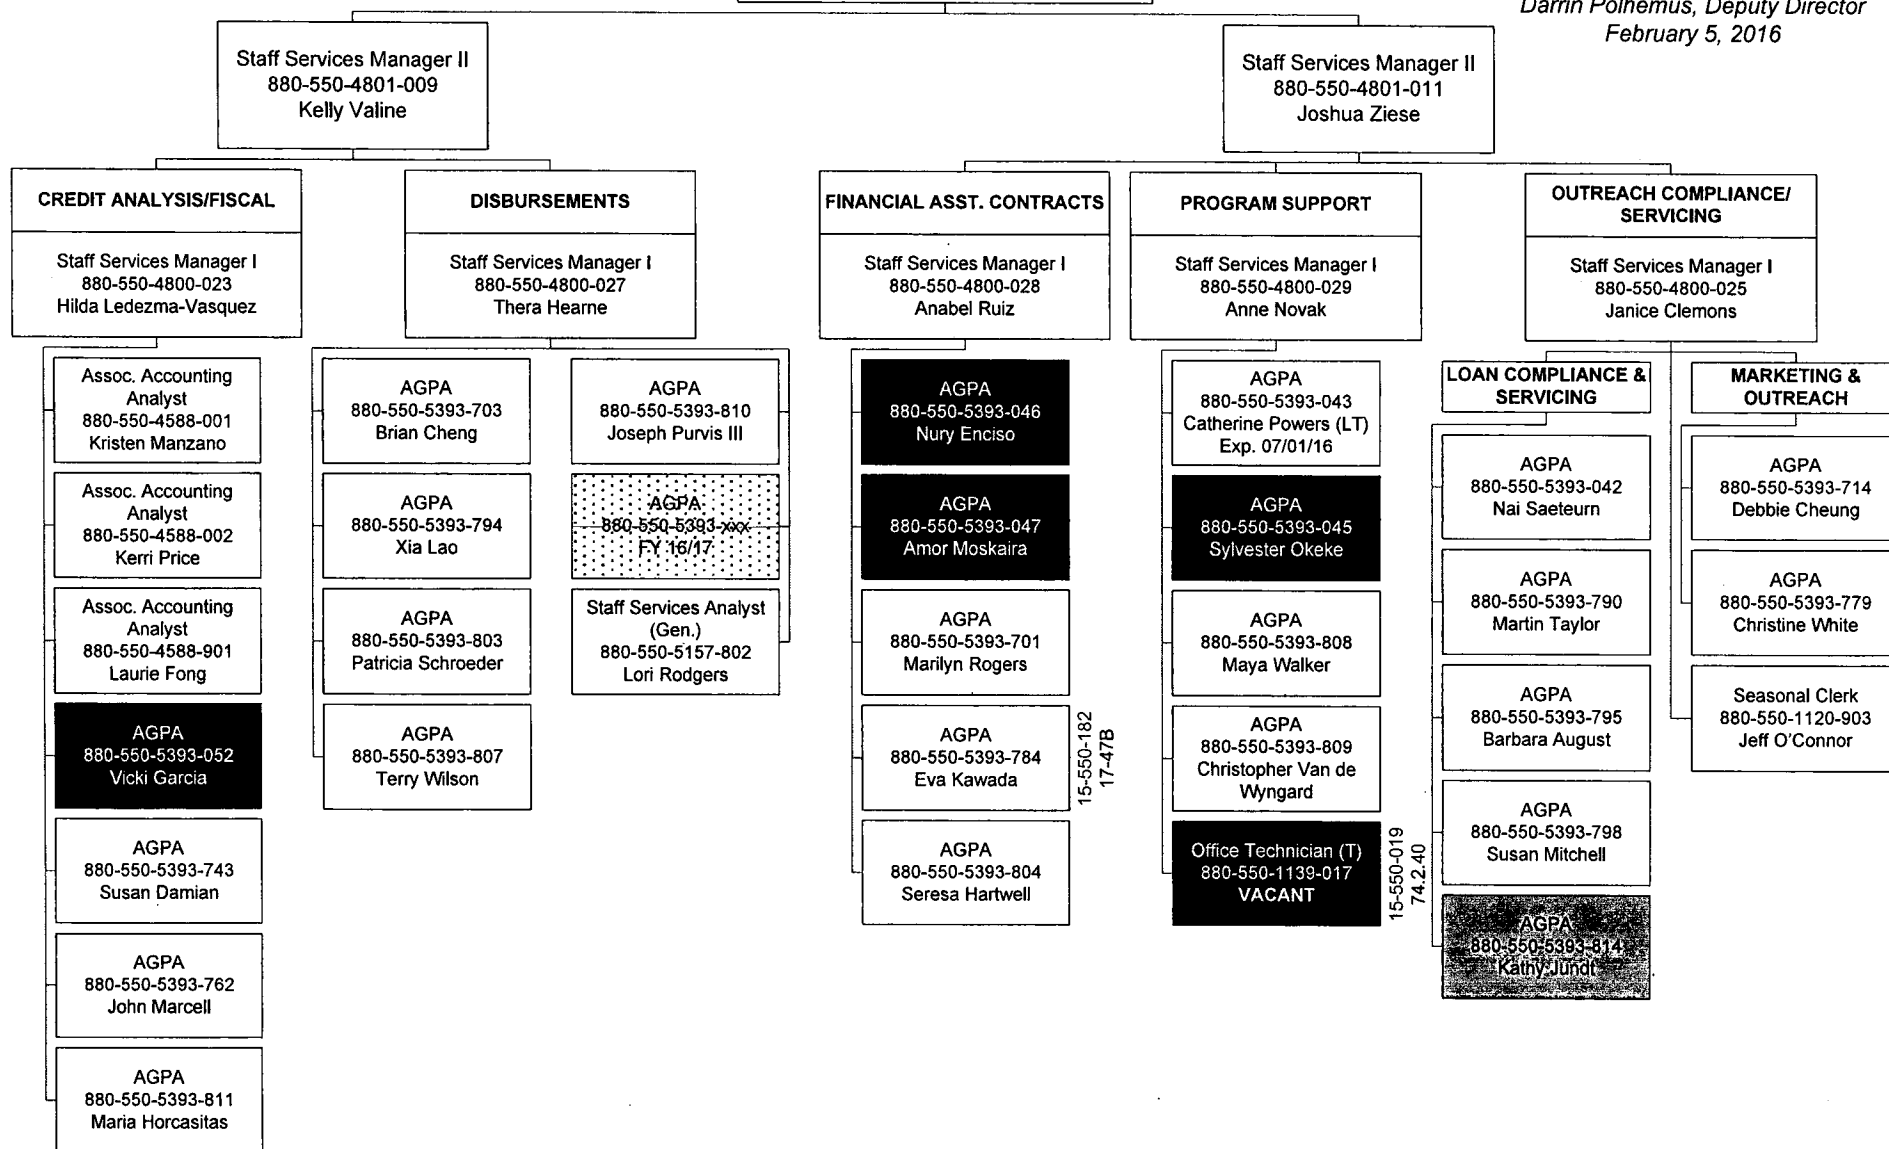 Darrin Polhemus, Deputy Director
February 5, 2016
Staff Services Manager II
880-550-4801-009
Kelly Valine
Staff Services Manager II
880-550-4801-011
Joshua Ziese
CREDIT ANALYSIS/FISCAL
Staff Services Manager I
880-550-4800-023
Hilda Ledezma-Vasquez
Assoc. Accounting
Analyst
880-550-4588-001
Kristen Manzano
Assoc. Accounting
Analyst
880-550-4588-002
Kerri Price
Assoc. Accounting
Analyst
880-550-4588-901
Laurie Fong
AGPA
880-550-5393-052
Vicki Garcia
AGPA
880-550-5393-743
Susan Damian
AGPA
880-550-5393-762
John Marcell
AGPA
880-550-5393-811
Maria Horcasitas
DISBURSEMENTS
Staff Services Manager I
880-550-4800-027
Thera Hearne
AGPA
880-550-5393-703
Brian Cheng
AGPA
880-550-5393-794
Xia Lao
AGPA
880-550-5393-803
Patricia Schroeder
AGPA
880-550-5393-807
Terry Wilson
AGPA
880-550-5393-810
Joseph Purvis III
AGPA
880-550-5393-xxx
FY 16/17
Staff Services Analyst
(Gen.)
880-550-5157-802
Lori Rodgers
FINANCIAL ASST. CONTRACTS
Staff Services Manager I
880-550-4800-028
Anabel Ruiz
AGPA
880-550-5393-046
Nury Enciso
AGPA
880-550-5393-047
Amor Moskaira
AGPA
880-550-5393-701
Marilyn Rogers
AGPA
880-550-5393-784
Eva Kawada
15-550-182
17-47B
AGPA
880-550-5393-804
Seresa Hartwell
PROGRAM SUPPORT
Staff Services Manager I
880-550-4800-029
Anne Novak
AGPA
880-550-5393-043
Catherine Powers (LT)
Exp. 07/01/16
AGPA
880-550-5393-045
Sylvester Okeke
AGPA
880-550-5393-808
Maya Walker
AGPA
880-550-5393-809
Christopher Van de
Wyngard
Office Technician (T)
880-550-1139-017
VACANT
15-550-019
74.2.40
OUTREACH COMPLIANCE/
SERVICING
Staff Services Manager I
880-550-4800-025
Janice Clemons
LOAN COMPLIANCE &
SERVICING
AGPA
880-550-5393-042
Nai Saeteurn
AGPA
880-550-5393-790
Martin Taylor
AGPA
880-550-5393-795
Barbara August
AGPA
880-550-5393-798
Susan Mitchell
AGPA
880-550-5393-814
Kathy Jundt
MARKETING &
OUTREACH
AGPA
880-550-5393-714
Debbie Cheung
AGPA
880-550-5393-779
Christine White
Seasonal Clerk
880-550-1120-903
Jeff O'Connor